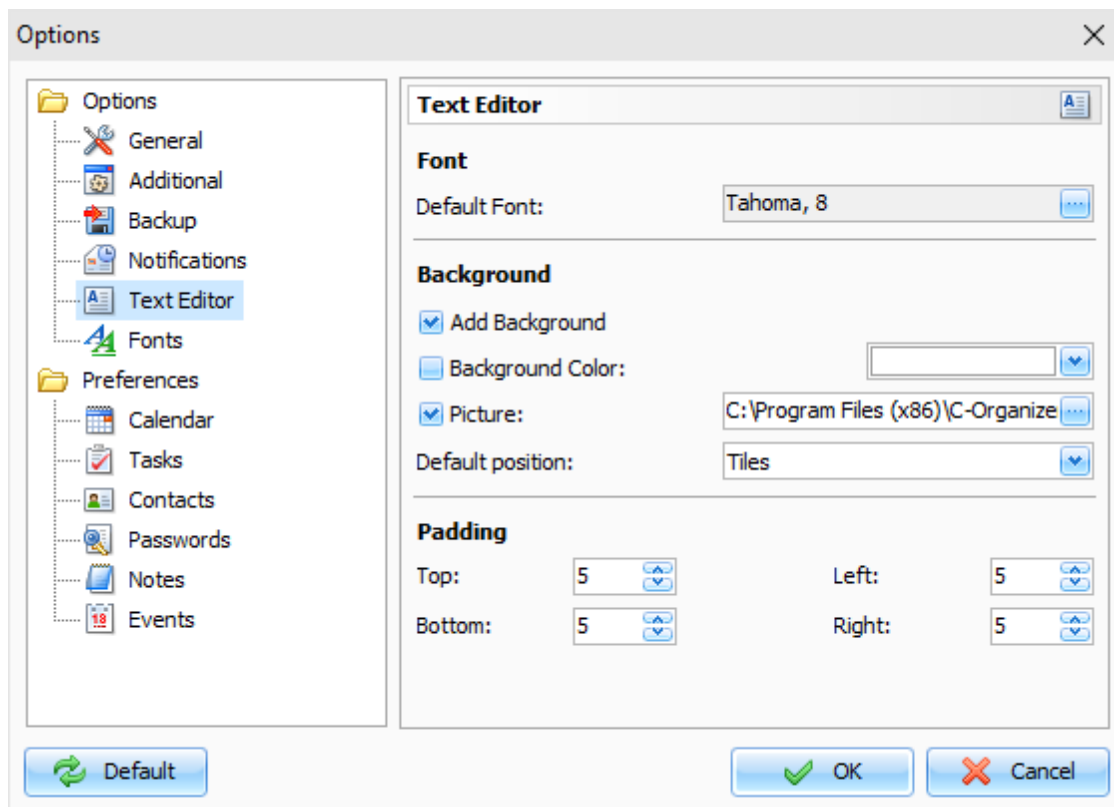 Options
Options
General
Additional
Backup
Notifications
Text Editor
Fonts
Preferences
Calendar
Tasks
Contacts
Passwords
Notes
18
Events
Text Editor
A
Font
Default Font: Tahoma, 8
Background
Add Background
Background Color:
Picture: C:\Program Files (x86)\C-Organize
Default position: Tiles
Padding
Top: 5 Left: 5
Bottom: 5 Right: 5
Default OK Cancel